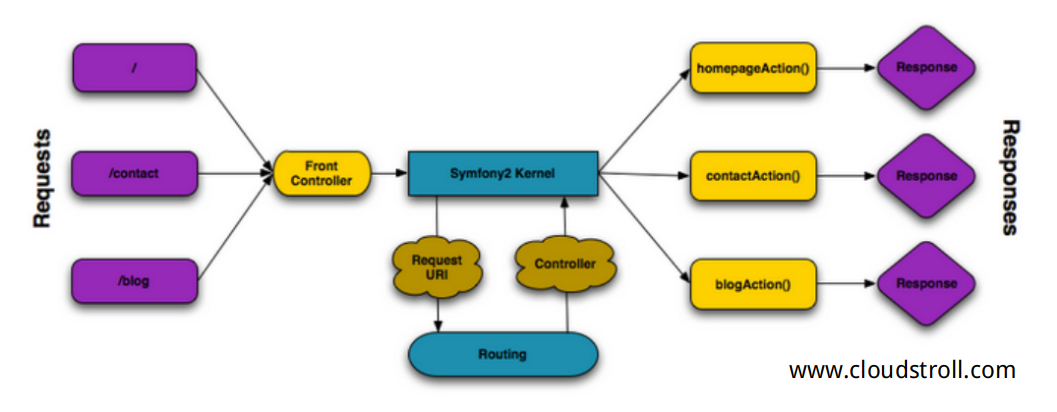 Requests
/
/contact
/blog
Front
Controller
Symfony2 Kernel
Request
URI
Controller
Routing
homepageAction()
contactAction()
blogAction()
Response
Response
Response
Responses
www.cloudstroll.com